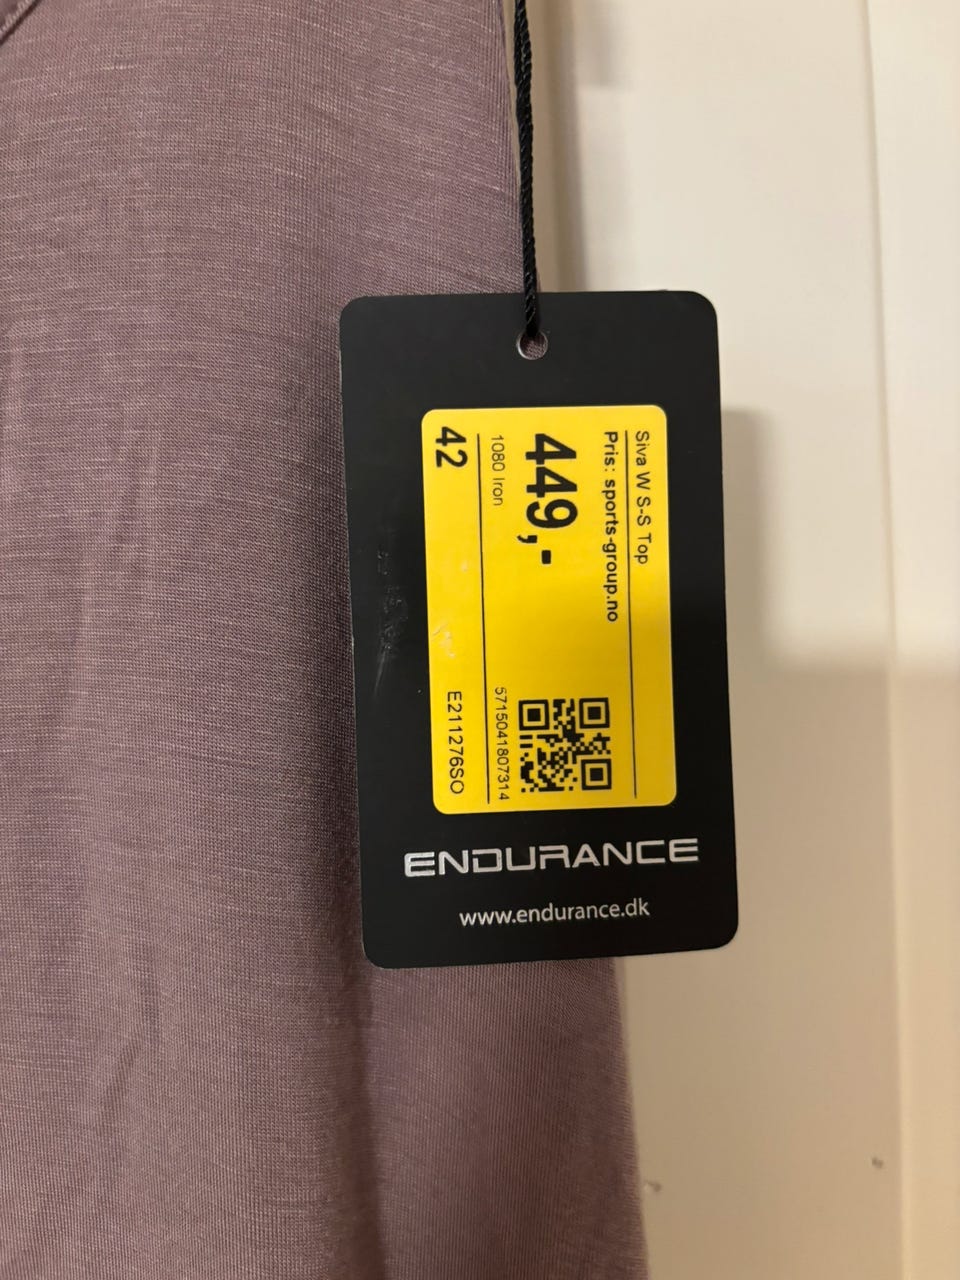 Siva W S-S Top
Pris: sports-group.no
449,-
1080 Iron
5715041807314
42
E211276SO
ENDURANCE
www.endurance.dk